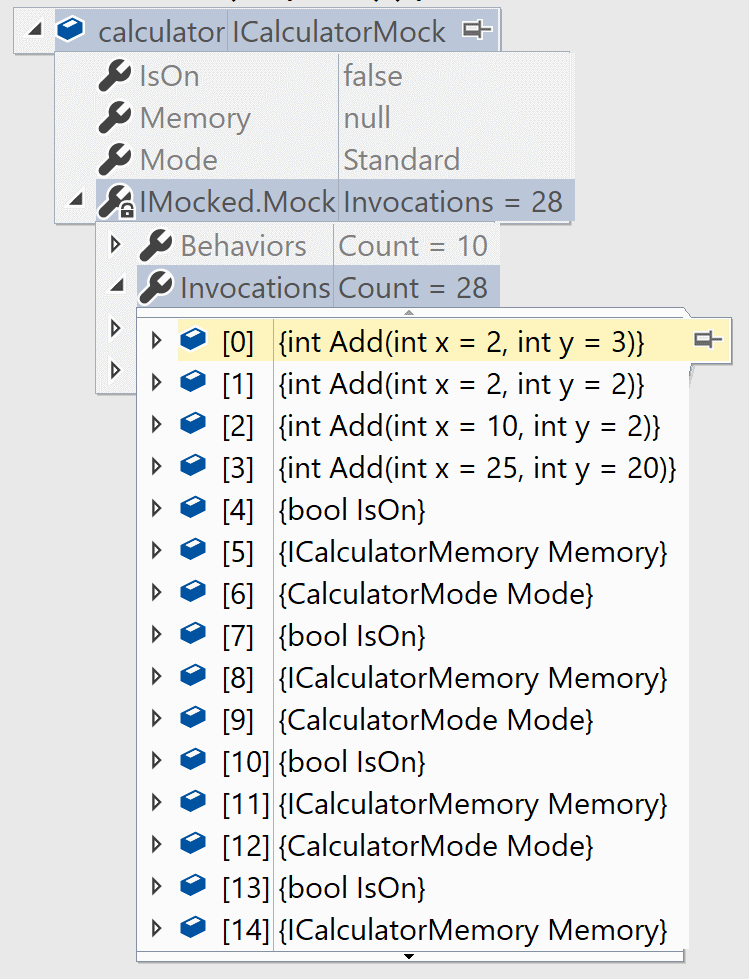 calculator ICalculatorMock
IsOn false
Memory null
Mode Standard
IMocked.Mock Invocations = 28
Behaviors Count = 10
Invocations Count = 28
[0] {int Add(int x = 2, int y = 3)}
[1] {int Add(int x = 2, int y = 2)}
[2] {int Add(int x = 10, int y = 2)}
[3] {int Add(int x = 25, int y = 20)}
[4] {bool IsOn}
[5] {ICalculatorMemory Memory}
[6] {CalculatorMode Mode}
[7] {bool IsOn}
[8] {ICalculatorMemory Memory}
[9] {CalculatorMode Mode}
[10] {bool IsOn}
[11] {ICalculatorMemory Memory}
[12] {CalculatorMode Mode}
[13] {bool IsOn}
[14] {ICalculatorMemory Memory}